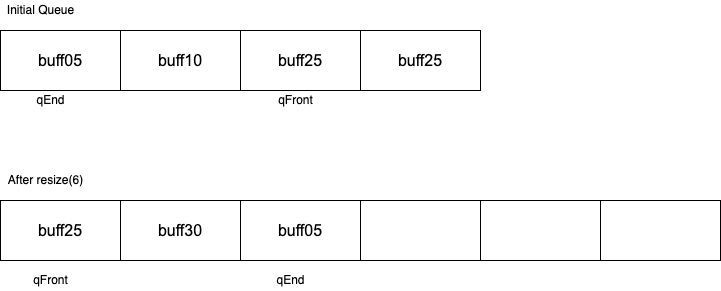 Initial Queue
buff05 buff10 buff25 buff25
qEnd qFront
After resize(6)
buff25 buff30 buff05
qFront qEnd